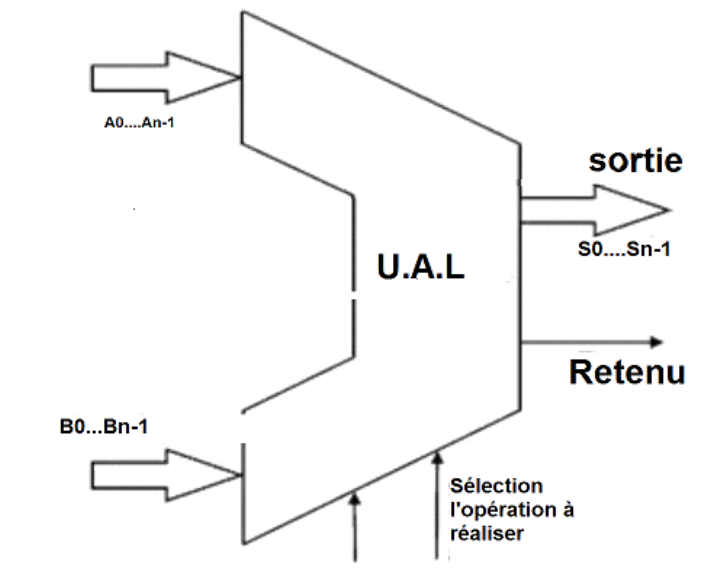 A0....An-1
sortie
S0....Sn-1
U.A.L
Retenu
B0...Bn-1
Sélection
l'opération à
réaliser